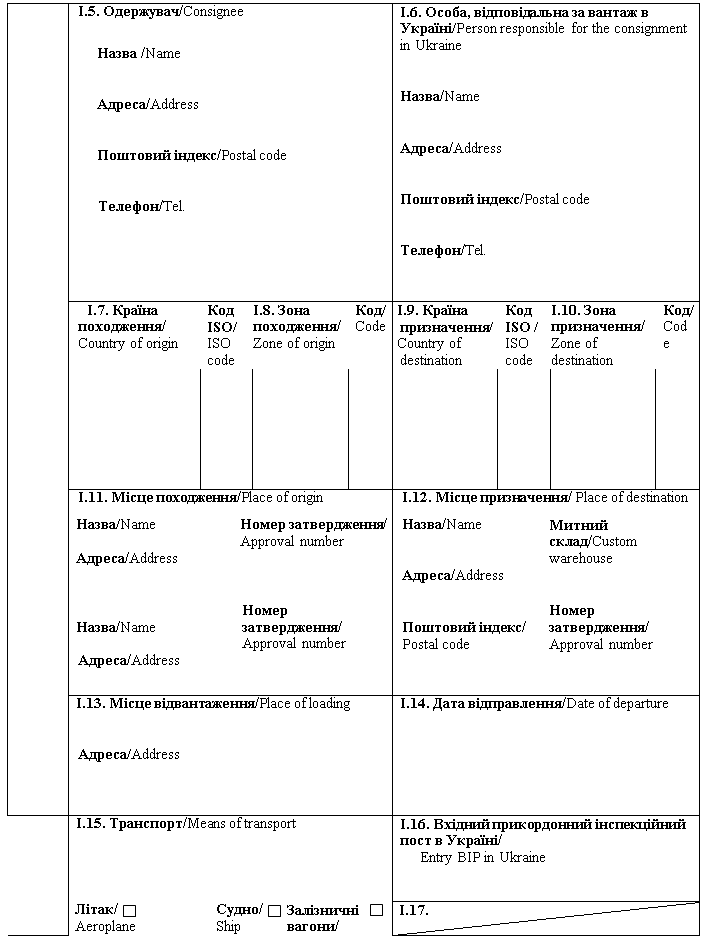 I.5. Одержувач/Consignee
Назва /Name
Адреса/Address
Поштовий індекс/Postal code
Телефон/Tel.
I.6. Особа, відповідальна за вантаж в
Україні/Person responsible for the consignment
in Ukraine
Назва/Name
Адреса/Address
Поштовий індекс/Postal code
Телефон/Tel.
I.7. Країна
походження/
Country of origin
Код
ISO/
ISO
code
I.8. Зона
походження/
Zone of origin
Код/
Code
I.9. Країна
призначення/
Country of
destination
Код
ISO /
ISO
code
I.10. Зона
призначення/
Zone of
destination
Код/
Cod
e
I.11. Місце походження/Place of origin
Назва/Name
Номер затвердження/
Approval number
Адреса/Address
Назва/Name
Номер
затвердження/
Approval number
Адреса/Address
I.12. Місце призначення/ Place of destination
Назва/Name
Митний
склад/Custom
warehouse
Адреса/Address
Поштовий індекс/
Postal code
Номер
затвердження/
Approval number
I.13. Місце відвантаження/Place of loading
Адреса/Address
I.14. Дата відправлення/Date of departure
I.15. Транспорт/Means of transport
Літак/
Aeroplane
Судно/
Ship
Залізничні
вагони/
I.16. Вхідний прикордонний інспекційний
пост в Україні/
Entry BIP in Ukraine
I.17.